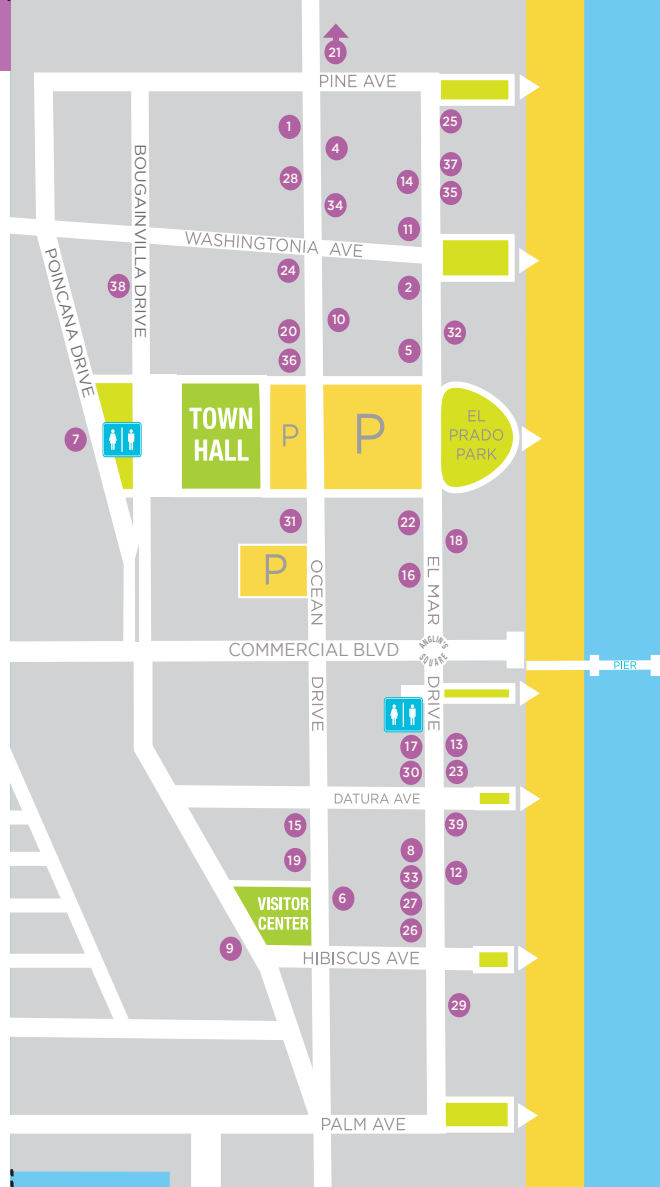 21
PINE AVE
25
1
4
37
28
14
35
34
11
BOUGAINVILLA DRIVE
WASHINGTONIA AVE
POINCANA DRIVE
24
38
2
10
20
32
5
36
TOWN
HALL
P
P
EL
PRADO
PARK
7
31
22
18
P
16
OCEAN
EL MAR
COMMERCIAL BLVD
ANGLIN'S
SQUARE
PIER
DRIVE
DRIVE
17
13
30
23
DATURA AVE
15
39
8
19
12
33
6
27
VISITOR
CENTER
26
9
HIBISCUS AVE
29
PALM AVE